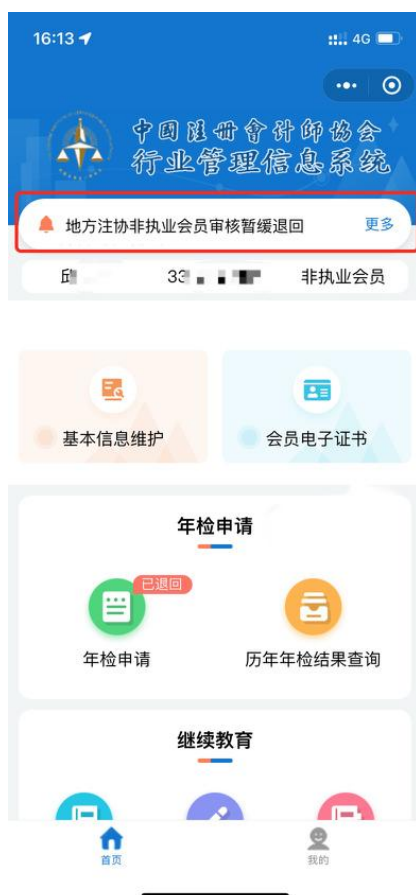 16:13
4G
中国注册會计師协会
行业管理信息系统
地方注协非执业会员审核暂缓退回 更多
33 非执业会员
基本信息维护 会员电子证书
年检申请
已退回
年检申请 历年年检结果查询
继续教育
首页 我的